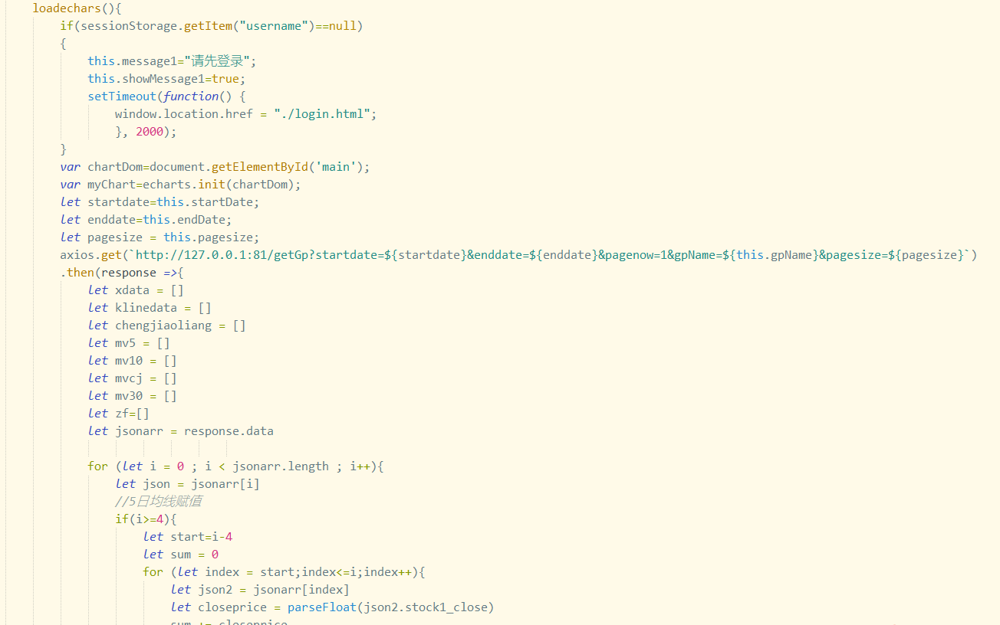 loadechars(){
if(sessionStorage.getItem("username")==null)
{
this.message1="请先登录";
this.showMessage1=true;
setTimeout(function() {
window.location.href = "./login.html";
}, 2000);
}
var chartDom=document.getElementById('main');
var myChart=echarts.init(chartDom);
let startdate=this.startDate;
let enddate=this.endDate;
let pagesize = this.pagesize;
axios.get(`http://127.0.0.1:81/getGp?startdate=${startdate}&enddate=${enddate}&pagenow=1&gpName=${this.gpName}&pagesize=${pagesize}`)
.then(response =>{
let xdata = []
let klinedata = []
let chengjiaoliang = []
let mv5 = []
let mv10 = []
let mvcj = []
let mv30 = []
let zf=[]
let jsonarr = response.data
for (let i = 0 ; i < jsonarr.length ; i++){
let json = jsonarr[i]
//5日均线赋值
if(i>=4){
let start=i-4
let sum = 0
for (let index = start;index<=i;index++){
let json2 = jsonarr[index]
let closeprice = parseFloat(json2.stock1_close)
sum += closeprice